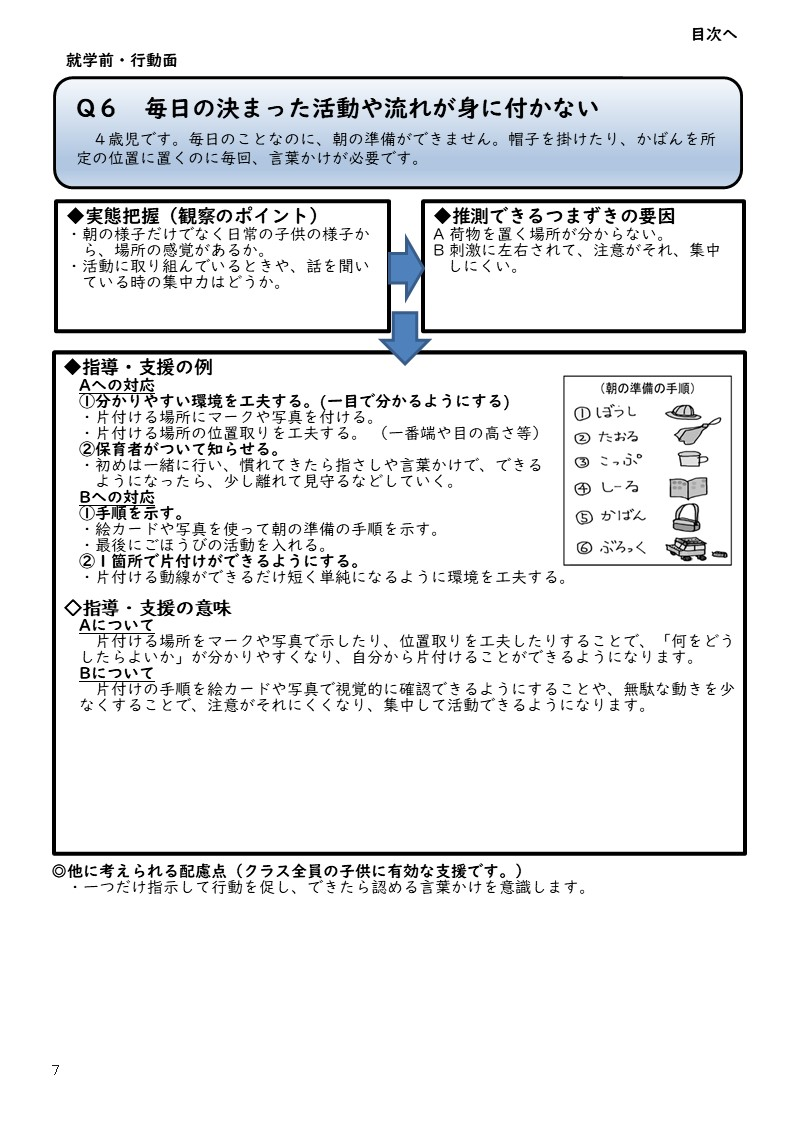 目次へ
就学前・行動面
Q6　毎日の決まった活動や流れが身に付かない
　４歳児です。毎日のことなのに、朝の準備ができません。帽子を掛けたり、かばんを所
定の位置に置くのに毎回、言葉かけが必要です。
◆実態把握（観察のポイント）
・朝の様子だけでなく日常の子供の様子か
ら、場所の感覚があるか。
・活動に取り組んでいるときや、話を聞い
ている時の集中力はどうか。
◆推測できるつまずきの要因
A 荷物を置く場所が分からない。
B 刺激に左右されて、注意がそれ、集中
しにくい。
◆指導・支援の例
Aへの対応
①分かりやすい環境を工夫する。(一目で分かるようにする)
・片付ける場所にマークや写真を付ける。
・片付ける場所の位置取りを工夫する。（一番端や目の高さ等）
②保育者がついて知らせる。
・初めは一緒に行い、慣れてきたら指さしや言葉かけで、できる
ようになったら、少し離れて見守るなどしていく。
Bへの対応
①手順を示す。
・絵カードや写真を使って朝の準備の手順を示す。
・最後にごほうびの活動を入れる。
②１箇所で片付けができるようにする。
・片付ける動線ができるだけ短く単純になるように環境を工夫する。
（朝の準備の手順）
① ぼうし
② たおる
③ こっぷ
④ しーる
⑤ かばん
⑥ ぶろっく
◇指導・支援の意味
Aについて
　片付ける場所をマークや写真で示したり、位置取りを工夫したりすることで、「何をどう
したらよいか」が分かりやすくなり、自分から片付けることができるようになります。
Bについて
　片付けの手順を絵カードや写真で視覚的に確認できるようにすることや、無駄な動きを少
なくすることで、注意がそれにくくなり、集中して活動できるようになります。
◎他に考えられる配慮点（クラス全員の子供に有効な支援です。）
・一つだけ指示して行動を促し、できたら認める言葉かけを意識します。
7